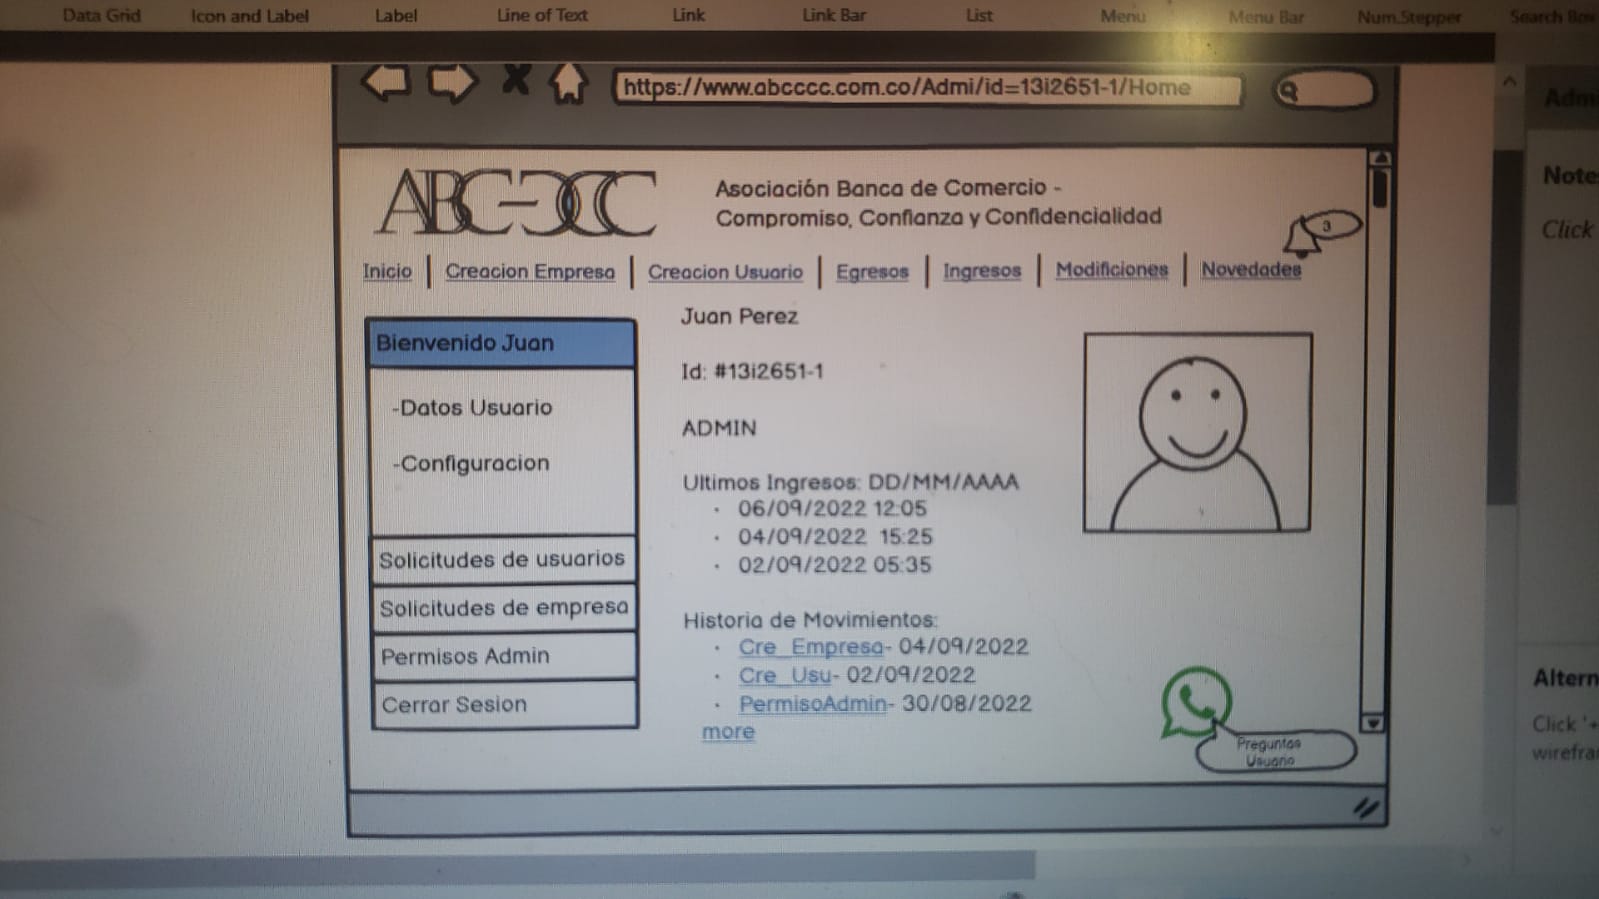 Data Grid Icon and Label Label Line of Text Link Link Bar List Menu Menu Bar Num.Stepper Search Box
https://www.abcccc.com.co/Admi/id=13i2651-1/Home
ABC-CCC
Asociación Banca de Comercio -
Compromiso, Confianza y Confidencialidad
3
Inicio | Creacion Empresa | Creacion Usuario | Egresos | Ingresos | Modificiones | Novedades
Bienvenido Juan
-Datos Usuario
-Configuracion
Solicitudes de usuarios
Solicitudes de empresa
Permisos Admin
Cerrar Sesion
Juan Perez
Id: #13i2651-1
ADMIN
Ultimos Ingresos: DD/MM/AAAA
• 06/09/2022 12:05
• 04/09/2022 15:25
• 02/09/2022 05:35
Historia de Movimientos:
• Cre_Empresa- 04/09/2022
• Cre_Usu- 02/09/2022
• PermisoAdmin- 30/08/2022
more
Preguntas
Usuario
Note
Click
Altern
Click '+
wirefra